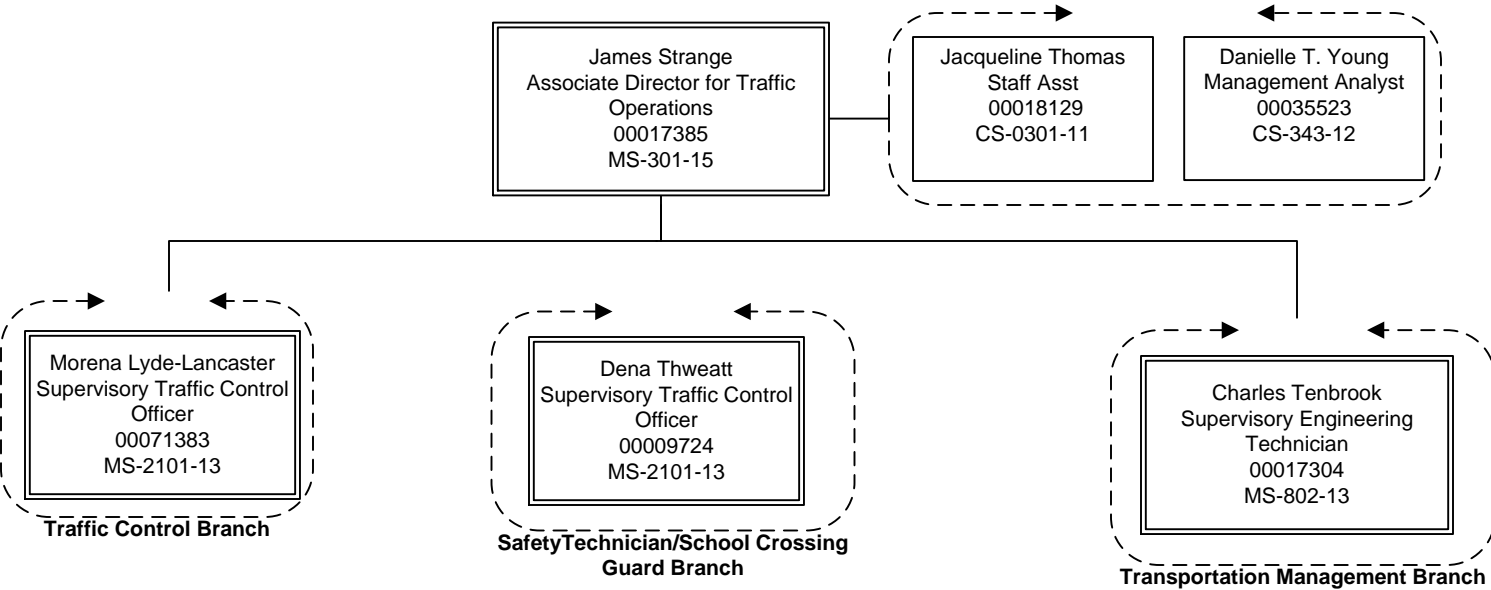 James Strange
Associate Director for Traffic
Operations
00017385
MS-301-15
Jacqueline Thomas
Staff Asst
00018129
CS-0301-11
Danielle T. Young
Management Analyst
00035523
CS-343-12
Morena Lyde-Lancaster
Supervisory Traffic Control
Officer
00071383
MS-2101-13
Traffic Control Branch
Dena Thweatt
Supervisory Traffic Control
Officer
00009724
MS-2101-13
SafetyTechnician/School Crossing
Guard Branch
Charles Tenbrook
Supervisory Engineering
Technician
00017304
MS-802-13
Transportation Management Branch